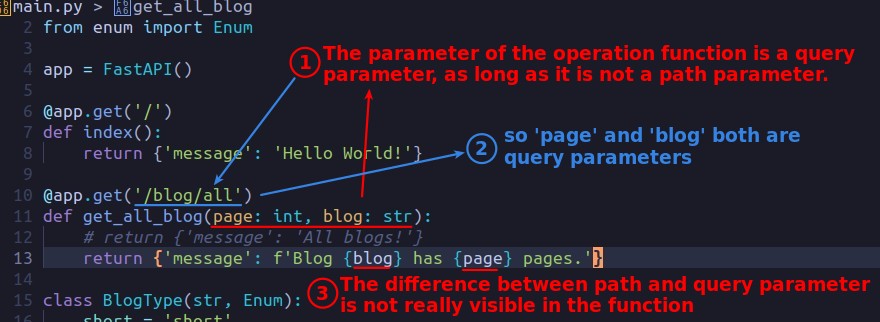 main.py > get_all_blog
2 from enum import Enum
3
① The parameter of the operation function is a query
parameter, as long as it is not a path parameter.
4 app = FastAPI()
5
6 @app.get('/')
7 def index():
8 return {'message': 'Hello World!'}
② so 'page' and 'blog' both are
query parameters
9
10 @app.get('/blog/all')
11 def get_all_blog(page: int, blog: str):
12 # return {'message': 'All blogs!'}
13 return {'message': f'Blog {blog} has {page} pages.'}
14
③ The difference between path and query parameter
is not really visible in the function
15 class BlogType(str, Enum):
16 short = 'short'